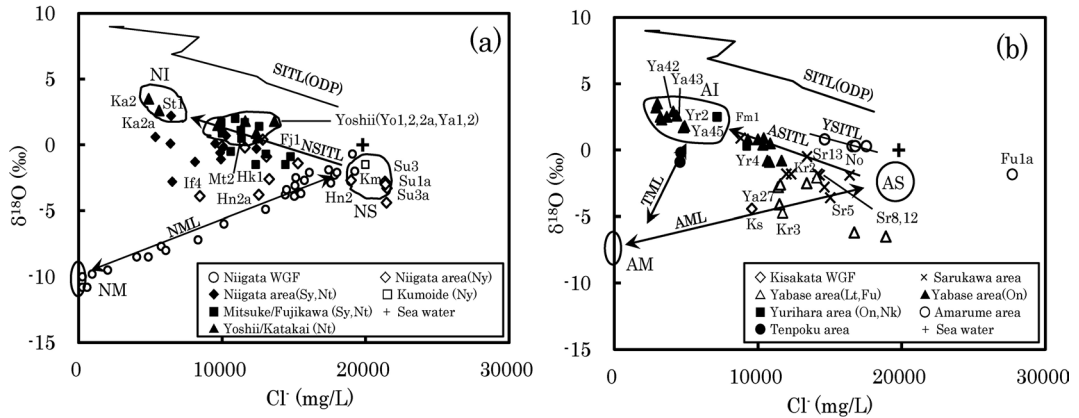 (a)
10
5
0
-5
-10
-15
δ¹⁸O (‰)
0
10000
20000
30000
Cl⁻ (mg/L)
SITL(ODP)
NI
Ka2
St1
Ka2a
Yoshii(Yo1,2,2a,Ya1,2)
Fj1
NSITL
Mt2
Hk1
If4
Hn2a
Hn2
Km
Su3
Su1a
Su3a
NS
NML
NM
Niigata WGF
Niigata area(Ny)
Niigata area(Sy,Nt)
Kumoide (Ny)
Mitsuke/Fujikawa (Sy,Nt)
Sea water
Yoshii/Katakai (Nt)
(b)
10
5
0
-5
-10
-15
δ¹⁸O (‰)
0
10000
20000
30000
Cl⁻ (mg/L)
SITL(ODP)
Ya42
Ya43
AI
Yr2
Ya45
Fm1
ASITL
YSITL
Sr13
No
Kr2
Yr4
Fu1a
TML
Ya27
Ks
Kr3
AML
Sr5
Sr8,12
AS
AM
Kisakata WGF
Sarukawa area
Yabase area(Lt,Fu)
Yabase area(On)
Yurihara area (On,Nk)
Amarume area
Tenpoku area
Sea water